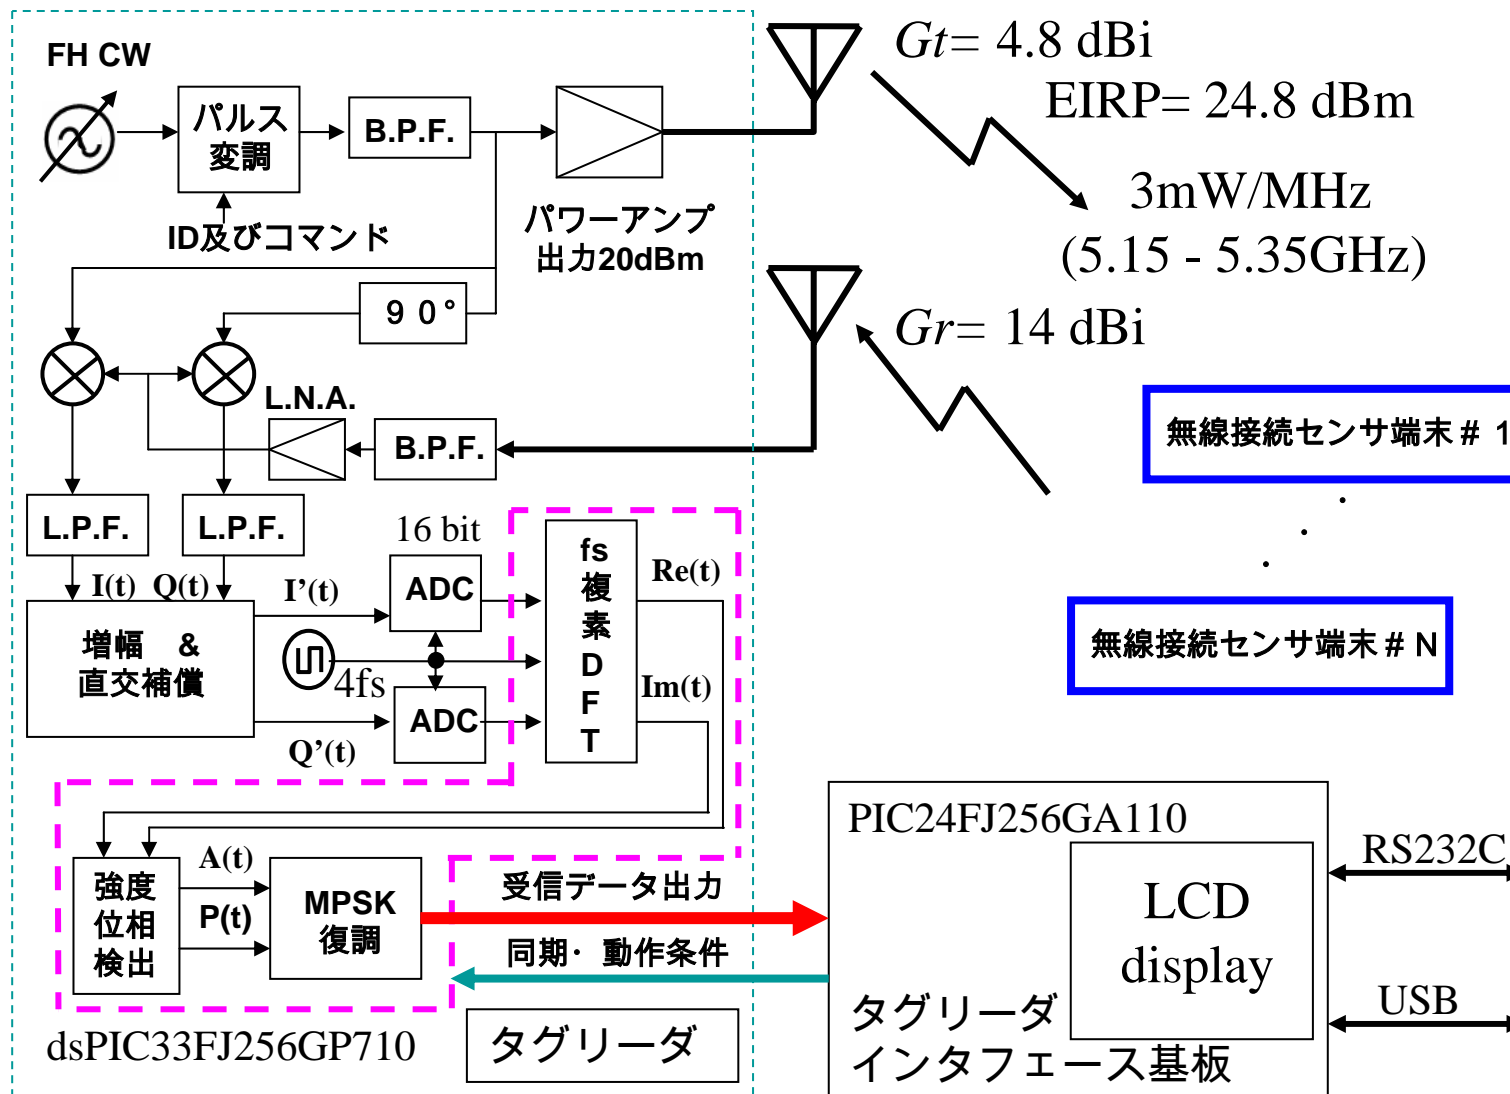 FH CW
パルス
変調
B.P.F.
ID及びコマンド
パワーアンプ
出力20dBm
Gt= 4.8 dBi
EIRP= 24.8 dBm
3mW/MHz
(5.15 - 5.35GHz)
９０°
Gr= 14 dBi
L.N.A.
B.P.F.
無線接続センサ端末＃ 1
L.P.F.
L.P.F.
16 bit
I(t)
Q(t)
I’(t)
ADC
fs
複
素
D
F
T
Re(t)
増幅　&
直交補償
4fs
ADC
Q’(t)
Im(t)
無線接続センサ端末＃N
強度
位相
検出
A(t)
P(t)
MPSK
復調
受信データ出力
同期・動作条件
dsPIC33FJ256GP710
タグリーダ
PIC24FJ256GA110
LCD
display
タグリーダ
インタフェース基板
RS232C
USB